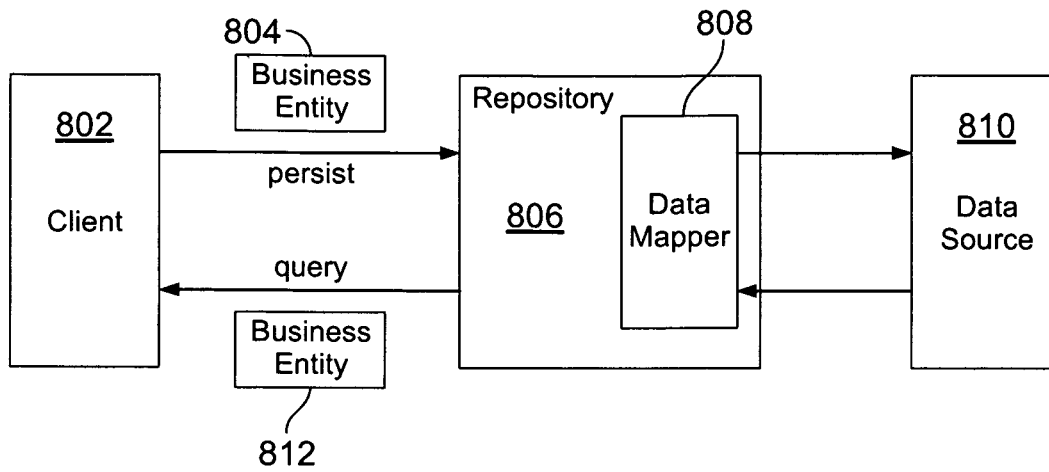 804
808
Business
Entity
Repository
802
810
persist
Client
806
Data
Mapper
Data
Source
query
Business
Entity
812